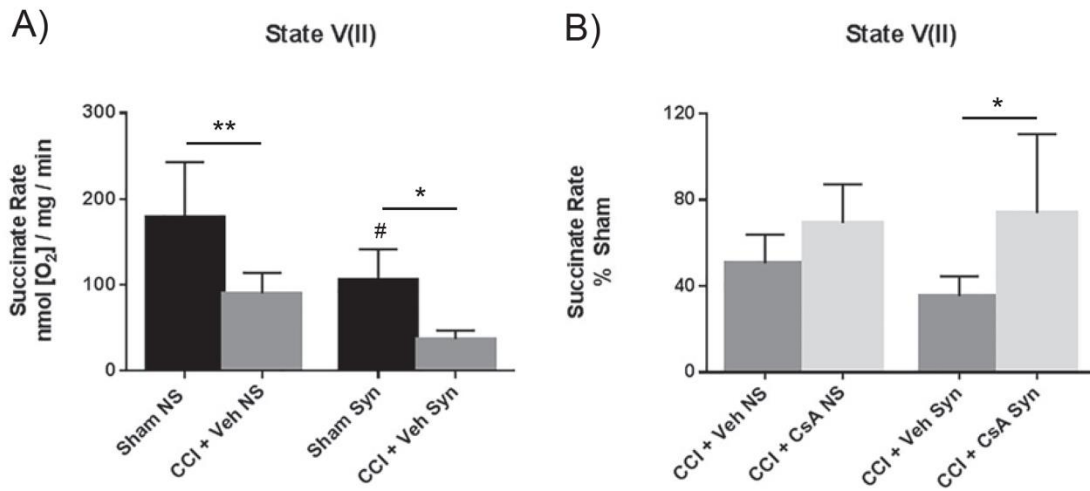 A)
State V(II)
Succinate Rate
nmol [O₂] / mg / min
300
200
100
0
**
*
#
Sham NS
CCI + Veh NS
Sham Syn
CCI + Veh Syn
B)
State V(II)
Succinate Rate
% Sham
120
80
40
0
*
CCI + Veh NS
CCI + CsA NS
CCI + Veh Syn
CCI + CsA Syn